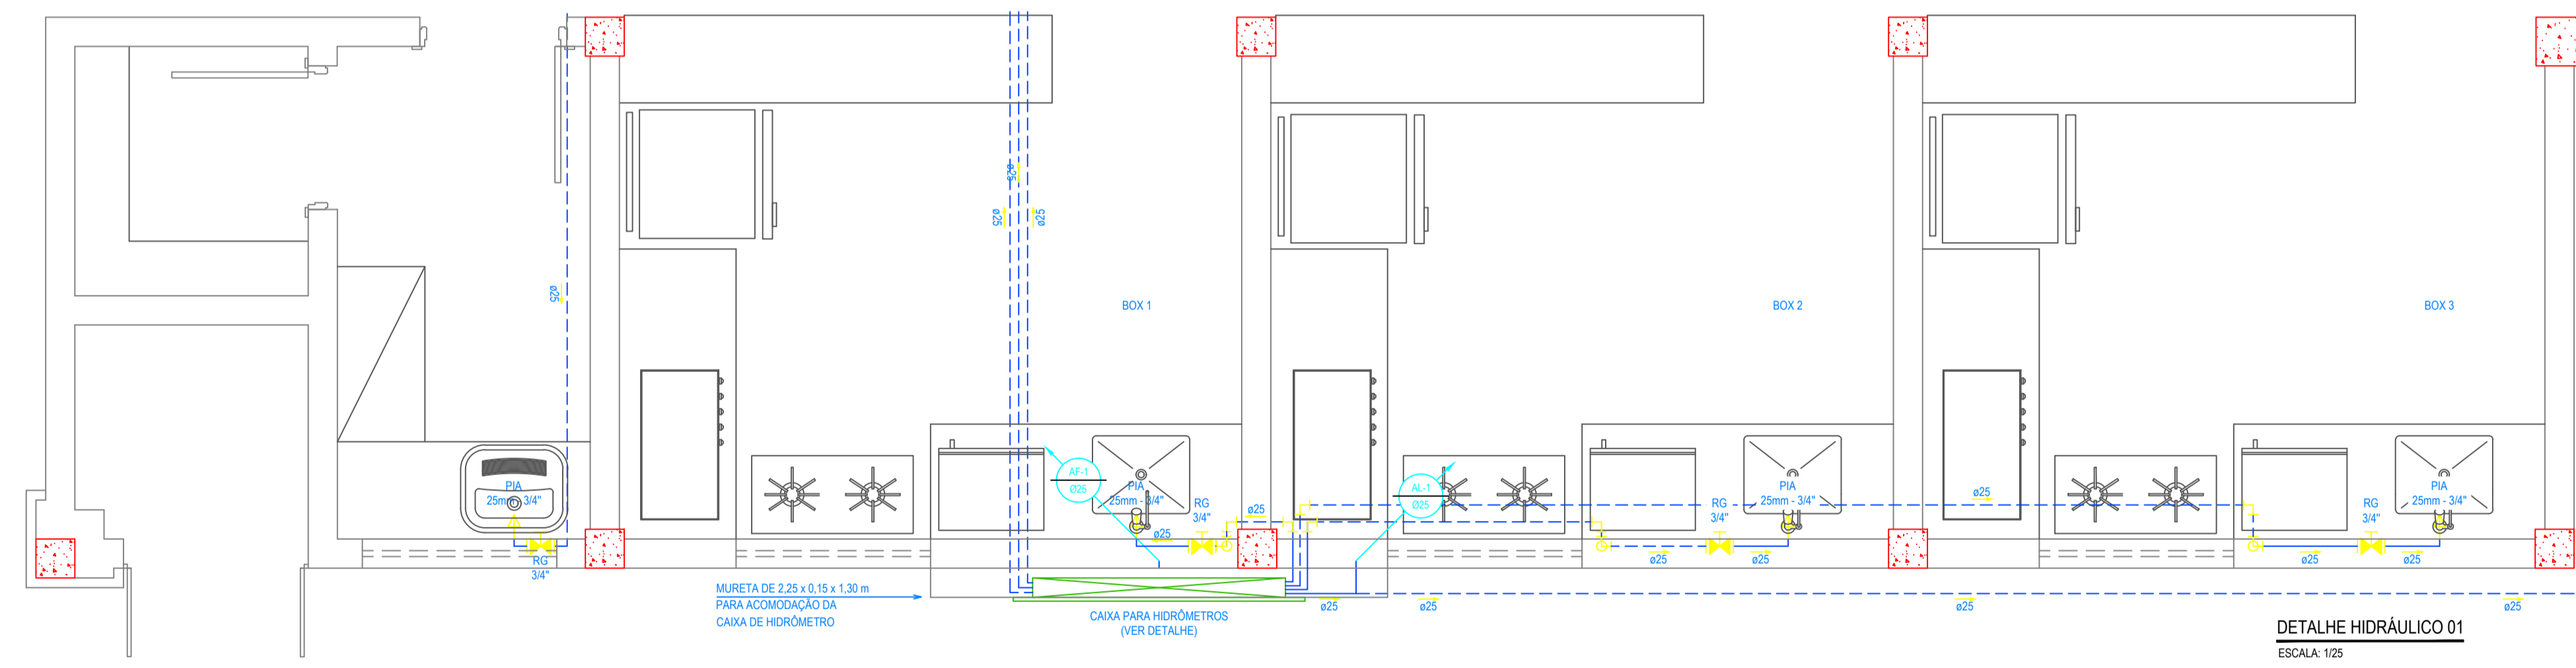 ø25
ø25
ø25
ø25
BOX 1
BOX 2
BOX 3
PIA
25mm - 3/4"
RG
3/4"
AF-1
Ø25
PIA
25mm - 3/4"
RG
3/4"
ø25
ø25
AL-1
Ø25
RG
3/4"
PIA
25mm - 3/4"
ø25
ø25
ø25
RG
3/4"
PIA
25mm - 3/4"
ø25
ø25
MURETA DE 2,25 x 0,15 x 1,30 m
PARA ACOMODAÇÃO DA
CAIXA DE HIDRÔMETRO
CAIXA PARA HIDRÔMETROS
(VER DETALHE)
ø25
ø25
ø25
ø25
DETALHE HIDRÁULICO 01
ESCALA: 1/25